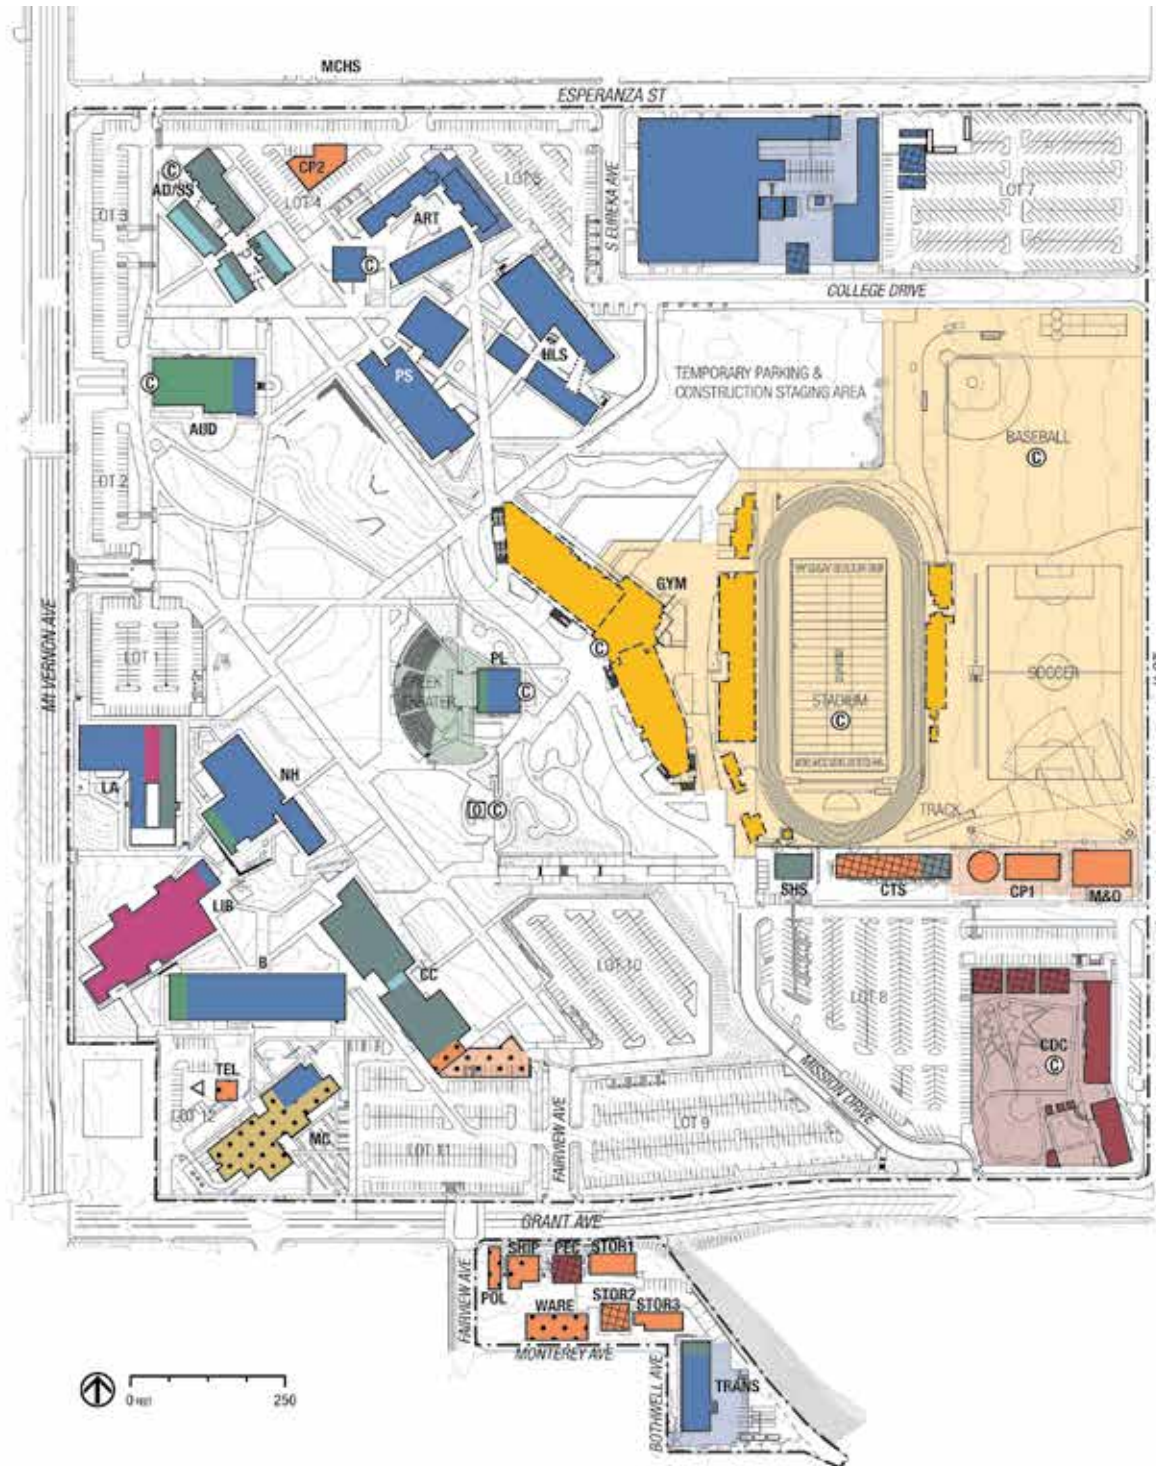 MCHS
ESPERANZA ST
CP2
AD/SS
C
LOT 3
LOT 4
LOT 5
S EUREKA AVE
T
LOT 7
ART
C
COLLEGE DRIVE
HLS
PS
TEMPORARY PARKING &
CONSTRUCTION STAGING AREA
C
AUD
BASEBALL
C
LOT 2
MT VERNON AVE
GYM
C
LOT 1
PL
GREEK
THEATER
C
SOCCER
STADIUM
C
LA
NH
C
TRACK
LIB
SHS
CTS
CP1
M&O
B
CC
LOT 10
LOT 8
CDC
C
TEL
LOT 12
MC
LOT 11
FAIRVIEW AVE
LOT 9
MISSION DRIVE
GRANT AVE
SHIP
PEC
STOR1
POL
FAIRVIEW AVE
WARE
STOR2
STOR3
MONTEREY AVE
BOTHWELL AVE
TRANS
0 FEET
250